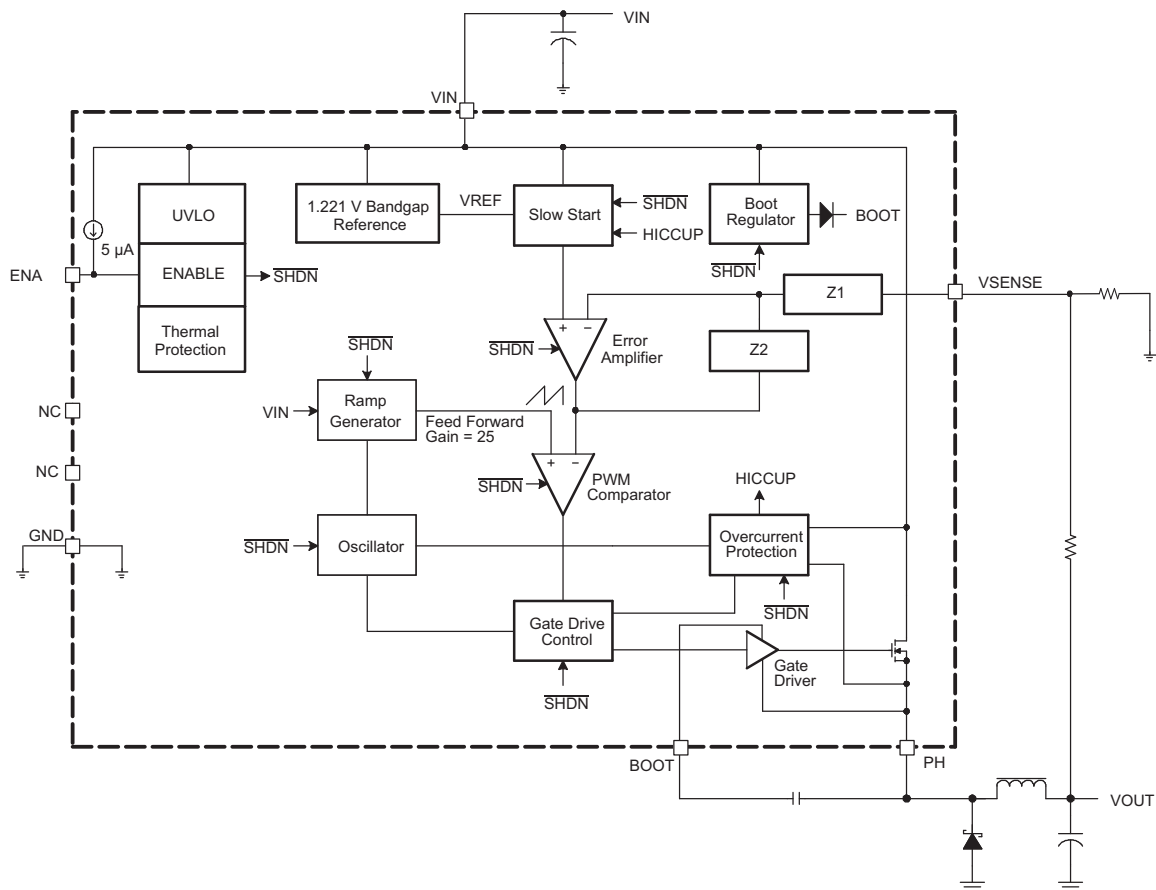 VIN
VIN
UVLO
1.221 V Bandgap
Reference
VREF
Slow Start
SHDN
HICCUP
Boot
Regulator
BOOT
5 µA
ENA
ENABLE
SHDN
SHDN
Z1
VSENSE
Thermal
Protection
SHDN
Error
Amplifier
Z2
SHDN
NC
VIN
Ramp
Generator
Feed Forward
Gain = 25
NC
SHDN
PWM
Comparator
HICCUP
GND
SHDN
Oscillator
Overcurrent
Protection
SHDN
Gate Drive
Control
Gate
Driver
SHDN
BOOT
PH
VOUT
+
−
+
−